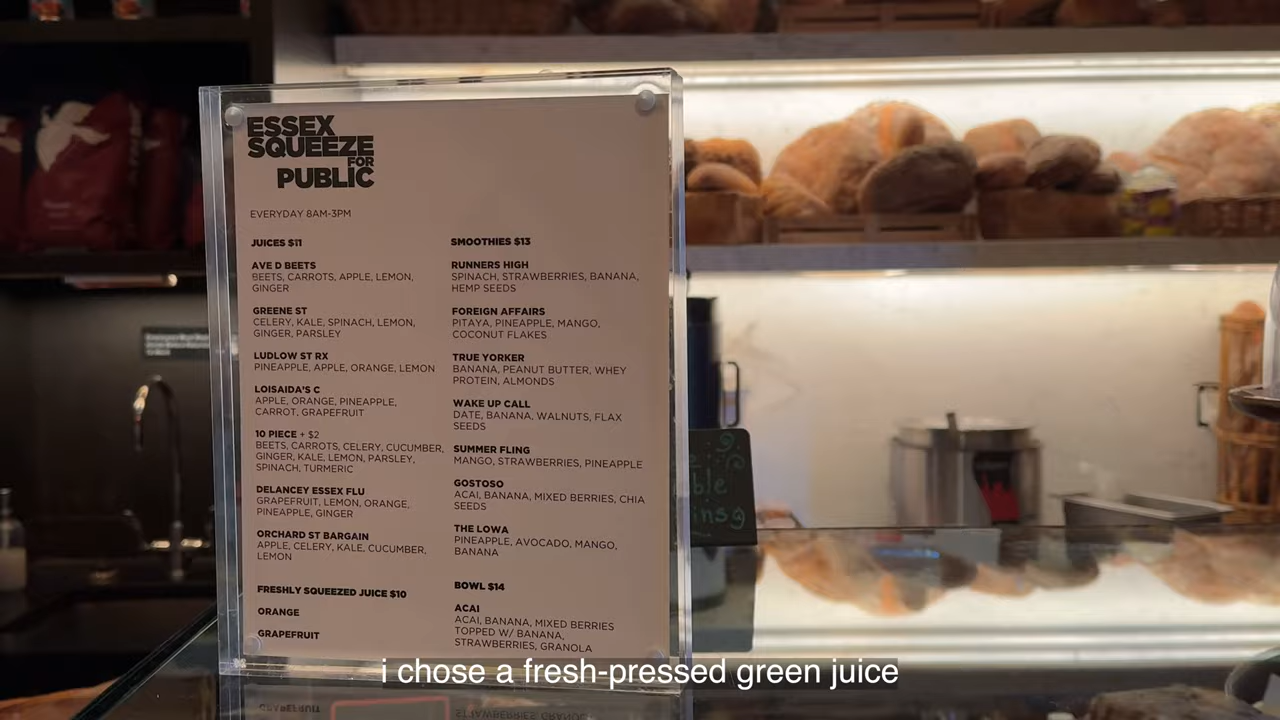 ESSEX
SQUEEZE
FOR
PUBLIC
EVERYDAY 8AM-3PM
JUICES $11
AVE D BEETS
BEETS, CARROTS, APPLE, LEMON,
GINGER
GREENE ST
CELERY, KALE, SPINACH, LEMON,
GINGER, PARSLEY
LUDLOW ST RX
PINEAPPLE, APPLE, ORANGE, LEMON
LOISAIDA'S C
APPLE, ORANGE, PINEAPPLE,
CARROT, GRAPEFRUIT
10 PIECE + $2
BEETS, CARROTS, CELERY, CUCUMBER,
GINGER, KALE, LEMON, PARSLEY,
SPINACH, TURMERIC
DELANCEY ESSEX FLU
GRAPEFRUIT, LEMON, ORANGE,
PINEAPPLE, GINGER
ORCHARD ST BARGAIN
APPLE, CELERY, KALE, CUCUMBER,
LEMON
FRESHLY SQUEEZED JUICE $10
ORANGE
GRAPEFRUIT
SMOOTHIES $13
RUNNERS HIGH
SPINACH, STRAWBERRIES, BANANA,
HEMP SEEDS
FOREIGN AFFAIRS
PITAYA, PINEAPPLE, MANGO,
COCONUT FLAKES
TRUE YORKER
BANANA, PEANUT BUTTER, WHEY
PROTEIN, ALMONDS
WAKE UP CALL
DATE, BANANA, WALNUTS, FLAX
SEEDS
SUMMER FLING
MANGO, STRAWBERRIES, PINEAPPLE
GOSTOSO
ACAI, BANANA, MIXED BERRIES, CHIA
SEEDS
THE LOWA
PINEAPPLE, AVOCADO, MANGO,
BANANA
BOWL $14
ACAI
ACAI, BANANA, MIXED BERRIES
TOPPED W/ BANANA,
STRAWBERRIES, GRANOLA
i chose a fresh-pressed green juice